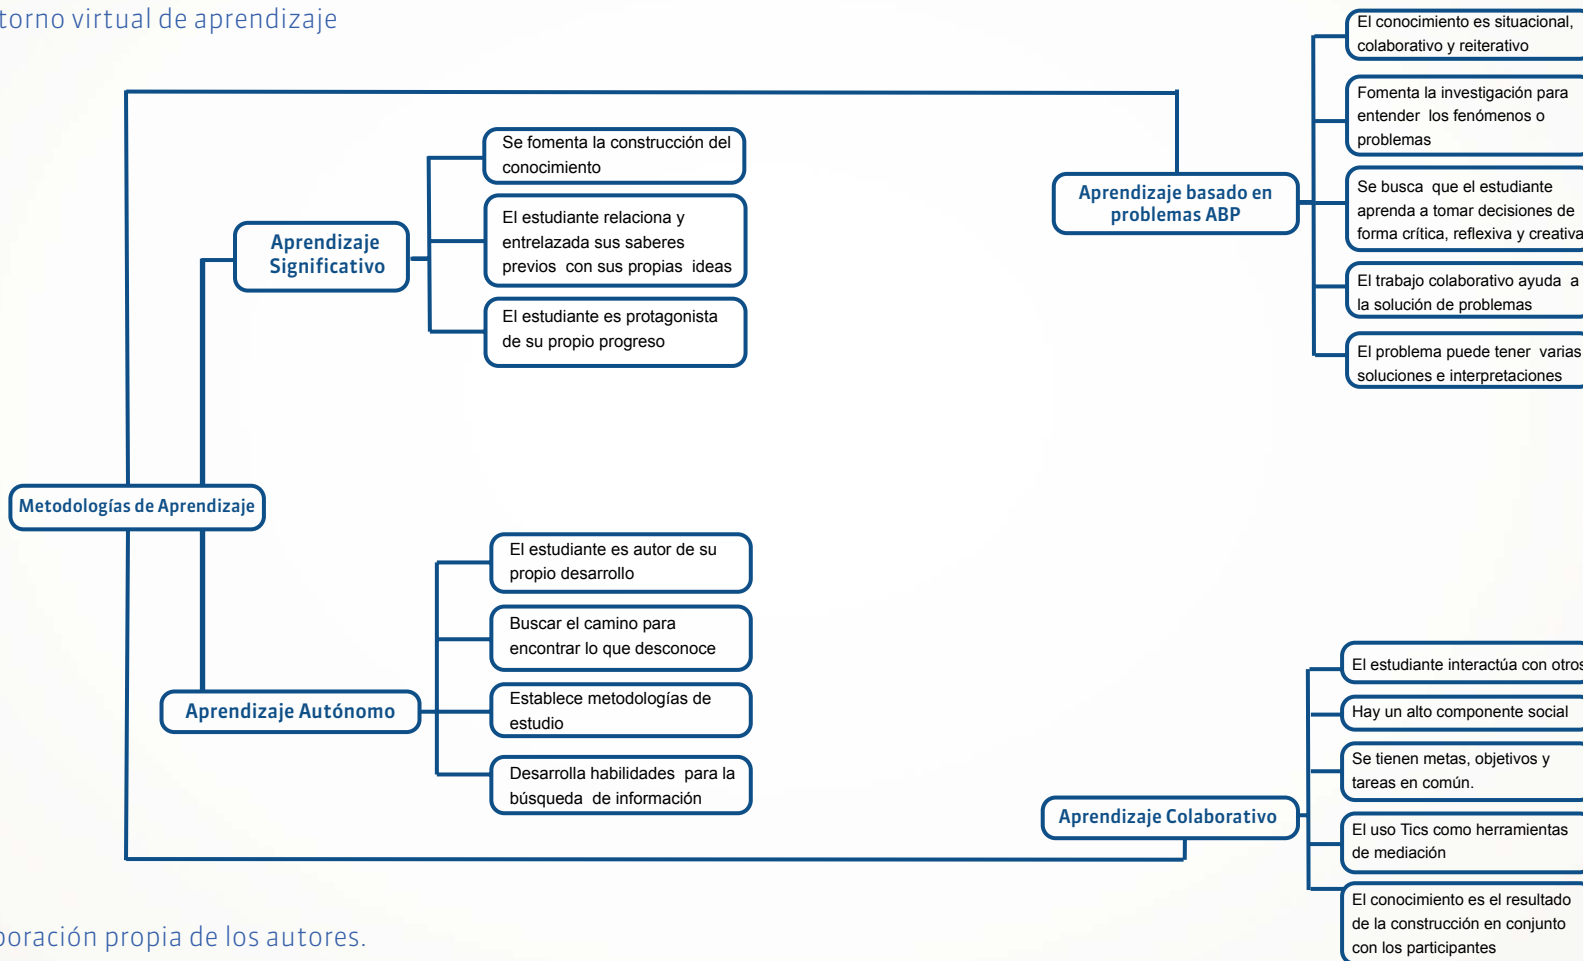 torno virtual de aprendizaje
Metodologías de Aprendizaje
Aprendizaje
Significativo
Se fomenta la construcción del
conocimiento
El estudiante relaciona y
entrelazada sus saberes
previos con sus propias ideas
El estudiante es protagonista
de su propio progreso
Aprendizaje Autónomo
El estudiante es autor de su
propio desarrollo
Buscar el camino para
encontrar lo que desconoce
Establece metodologías de
estudio
Desarrolla habilidades para la
búsqueda de información
Aprendizaje basado en
problemas ABP
El conocimiento es situacional,
colaborativo y reiterativo
Fomenta la investigación para
entender los fenómenos o
problemas
Se busca que el estudiante
aprenda a tomar decisiones de
forma crítica, reflexiva y creativa
El trabajo colaborativo ayuda a
la solución de problemas
El problema puede tener varias
soluciones e interpretaciones
Aprendizaje Colaborativo
El estudiante interactúa con otros
Hay un alto componente social
Se tienen metas, objetivos y
tareas en común.
El uso Tics como herramientas
de mediación
El conocimiento es el resultado
de la construcción en conjunto
con los participantes
boración propia de los autores.